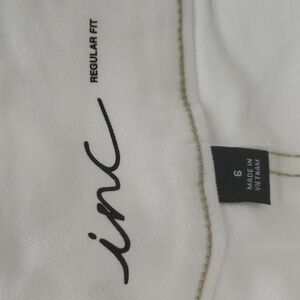 inc
REGULAR FIT
6
MADE IN
VIETNAM